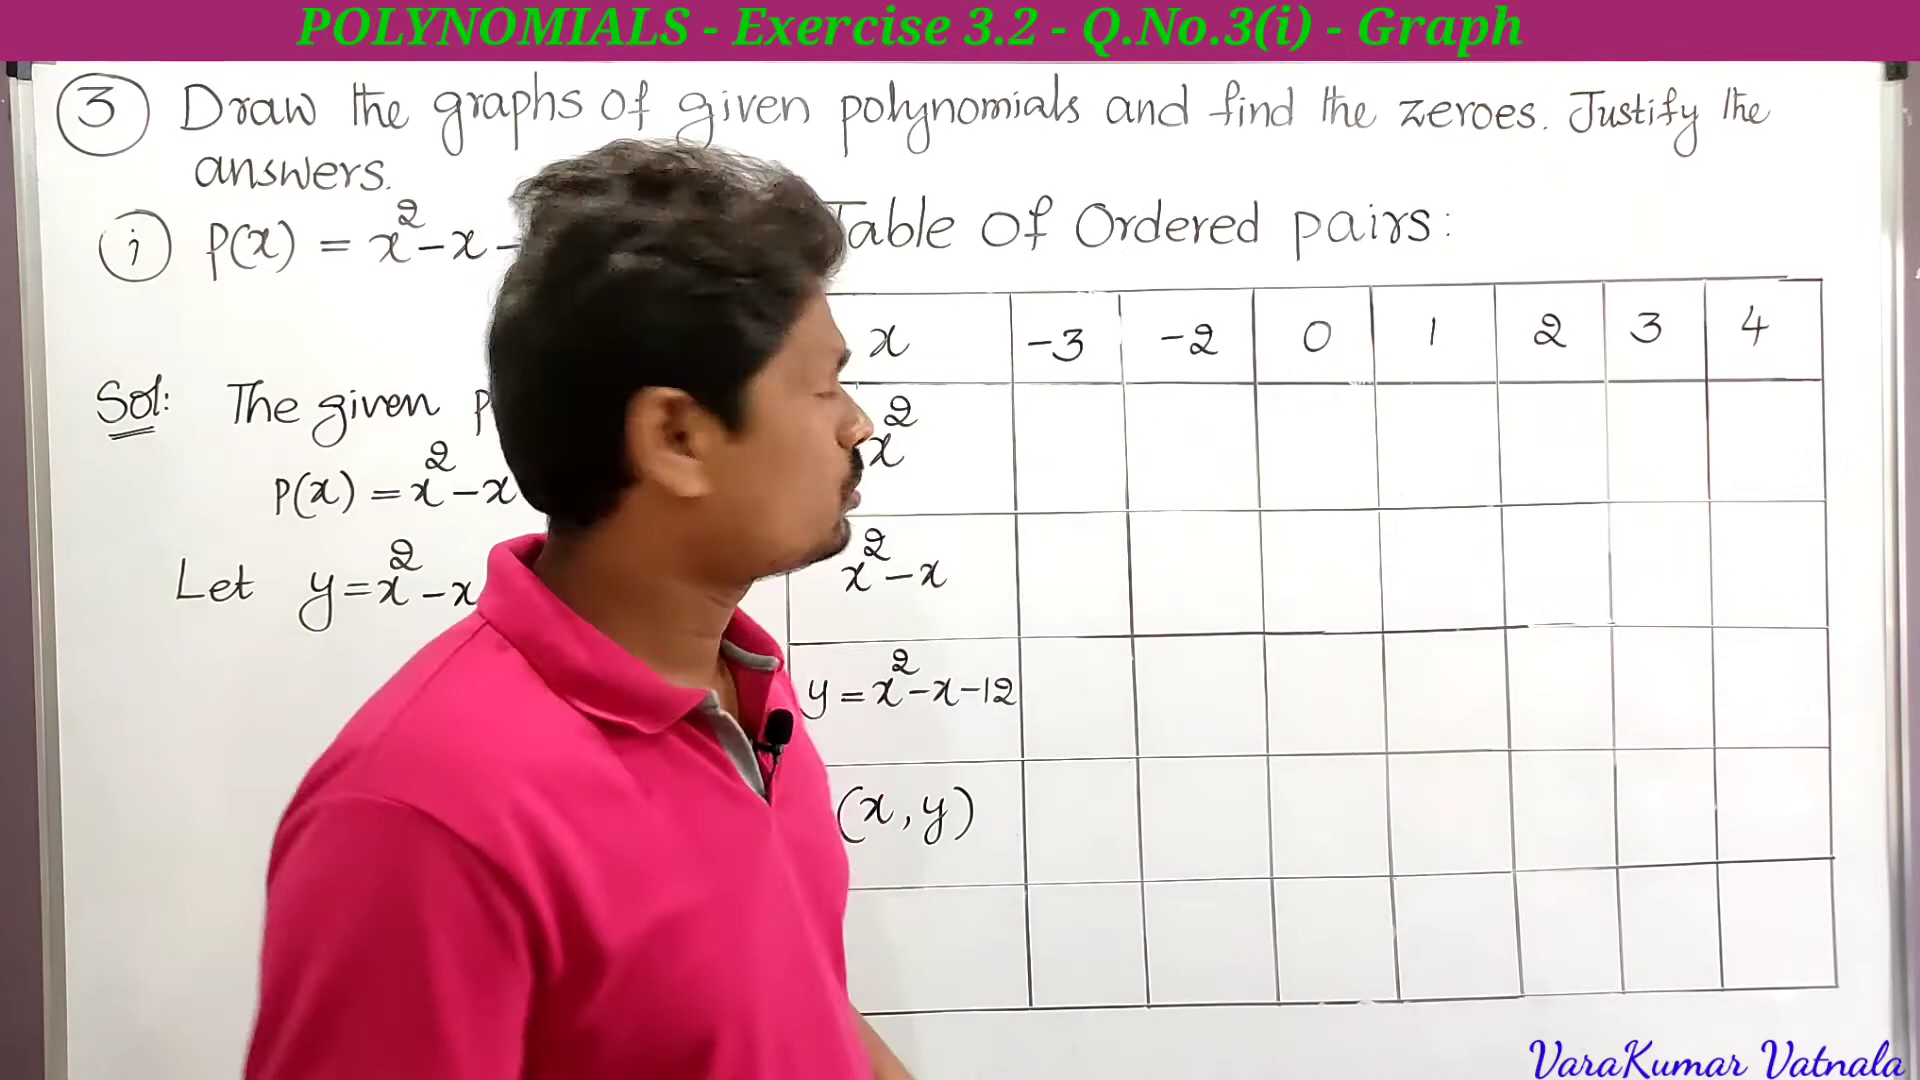 POLYNOMIALS - Exercise 3.2 - Q.No.3(i) - Graph
3 Draw the graphs of given polynomials and find the zeroes. Justify the
answers.
i p(x) = x² - x -
Sol: The given p
p(x) = x² - x
Let y = x² - x
Table Of Ordered pairs:
x -3 -2 0 1 2 3 4
x²
x² - x
y = x² - x - 12
(x, y)
VaraKumar Vatnala